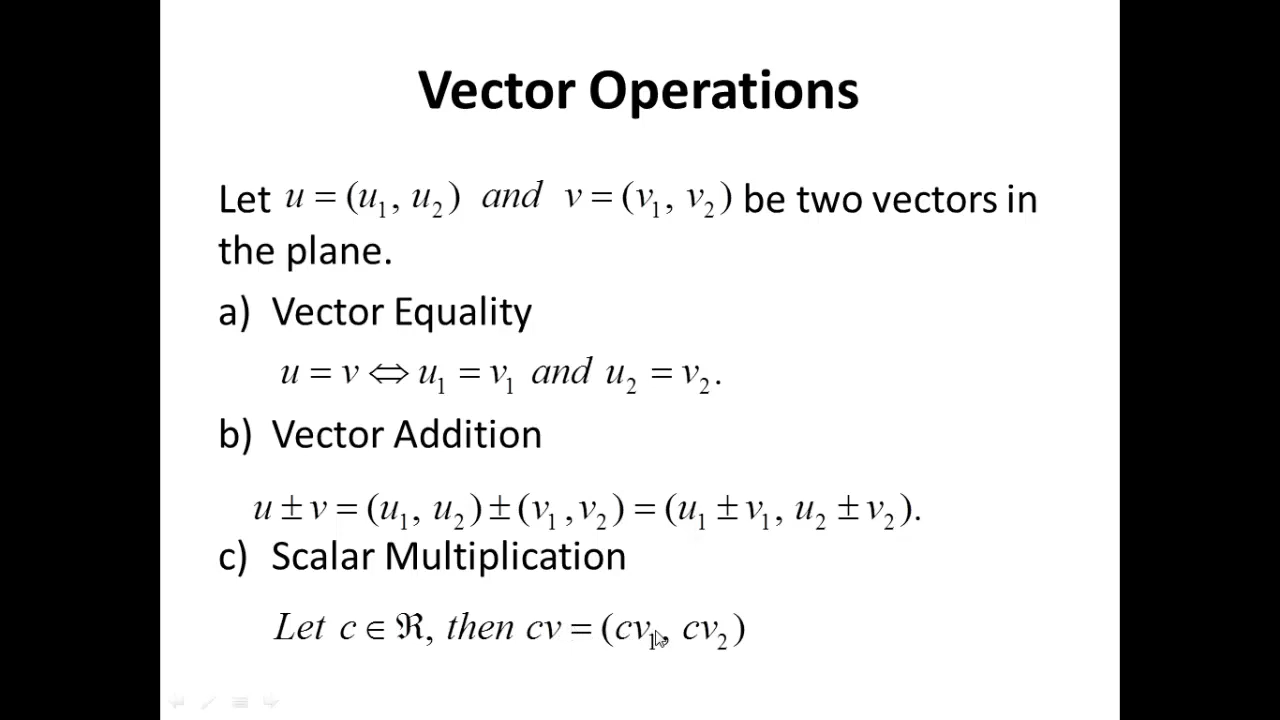 Vector Operations
Let u = (u₁, u₂) and v = (v₁, v₂) be two vectors in
the plane.
a) Vector Equality
u = v ⇔ u₁ = v₁ and u₂ = v₂.
b) Vector Addition
u ± v = (u₁, u₂) ± (v₁, v₂) = (u₁ ± v₁, u₂ ± v₂).
c) Scalar Multiplication
Let c ∈ ℜ, then cv = (cv₁, cv₂)